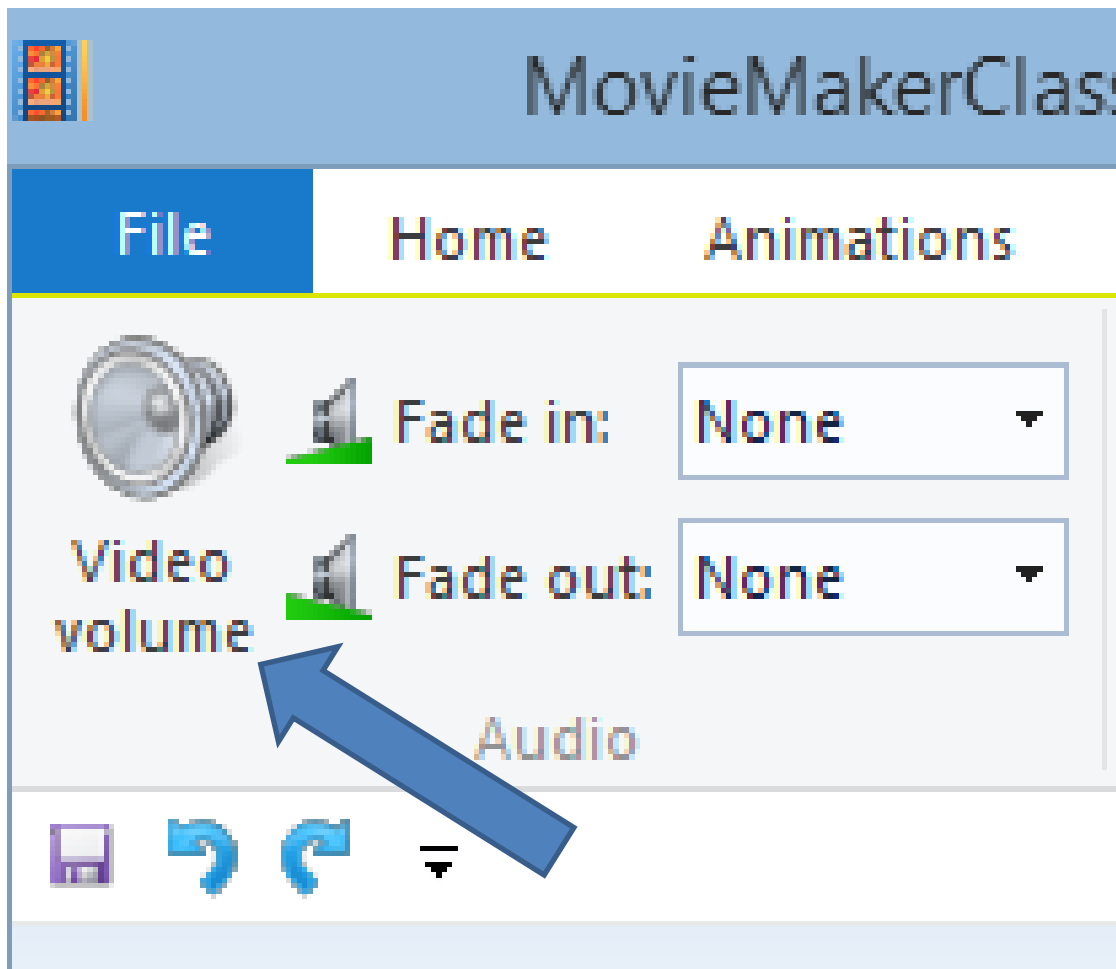 MovieMakerClass
File Home Animations
Fade in: None
Video
volume
Fade out: None
Audio